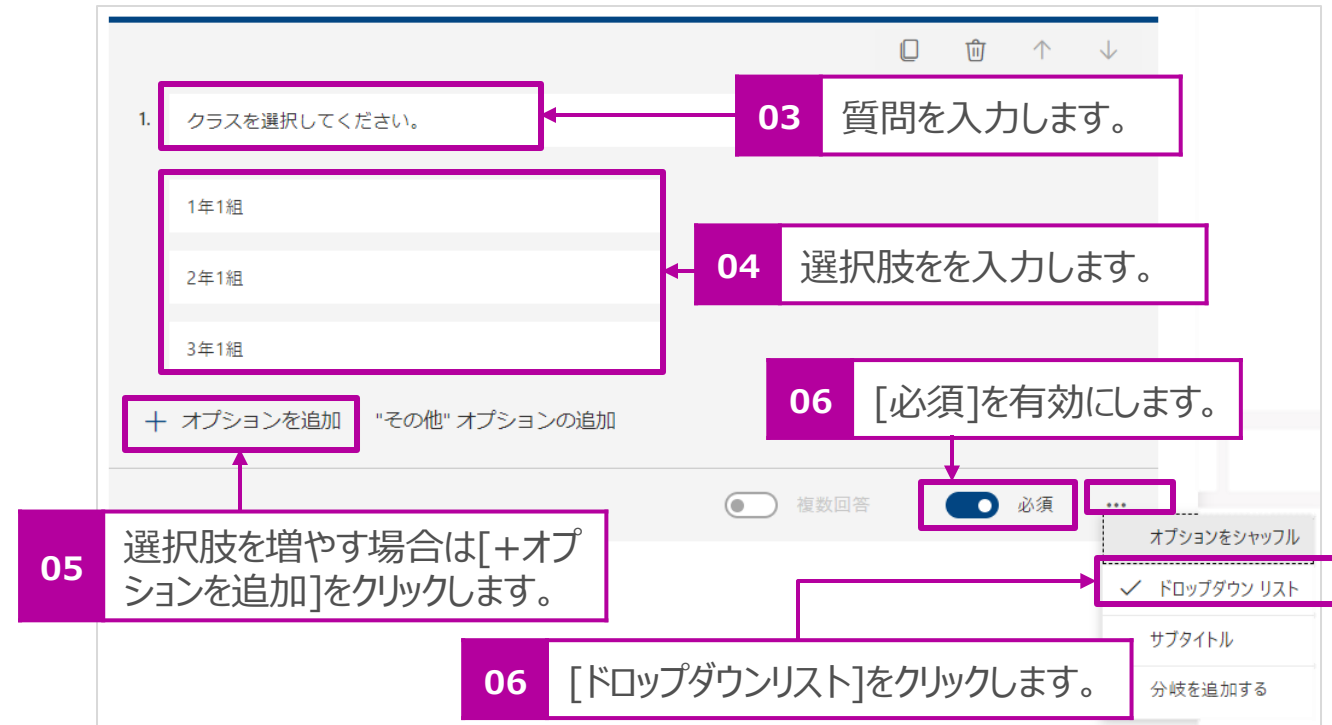 1. クラスを選択してください。
03 質問を入力します。
1年1組
2年1組
3年1組
04 選択肢をを入力します。
+ オプションを追加 "その他" オプションの追加
06 [必須]を有効にします。
複数回答 必須 ...
05 選択肢を増やす場合は[+オプ
ションを追加]をクリックします。
オプションをシャッフル
✓ ドロップダウン リスト
サブタイトル
分岐を追加する
06 [ドロップダウンリスト]をクリックします。